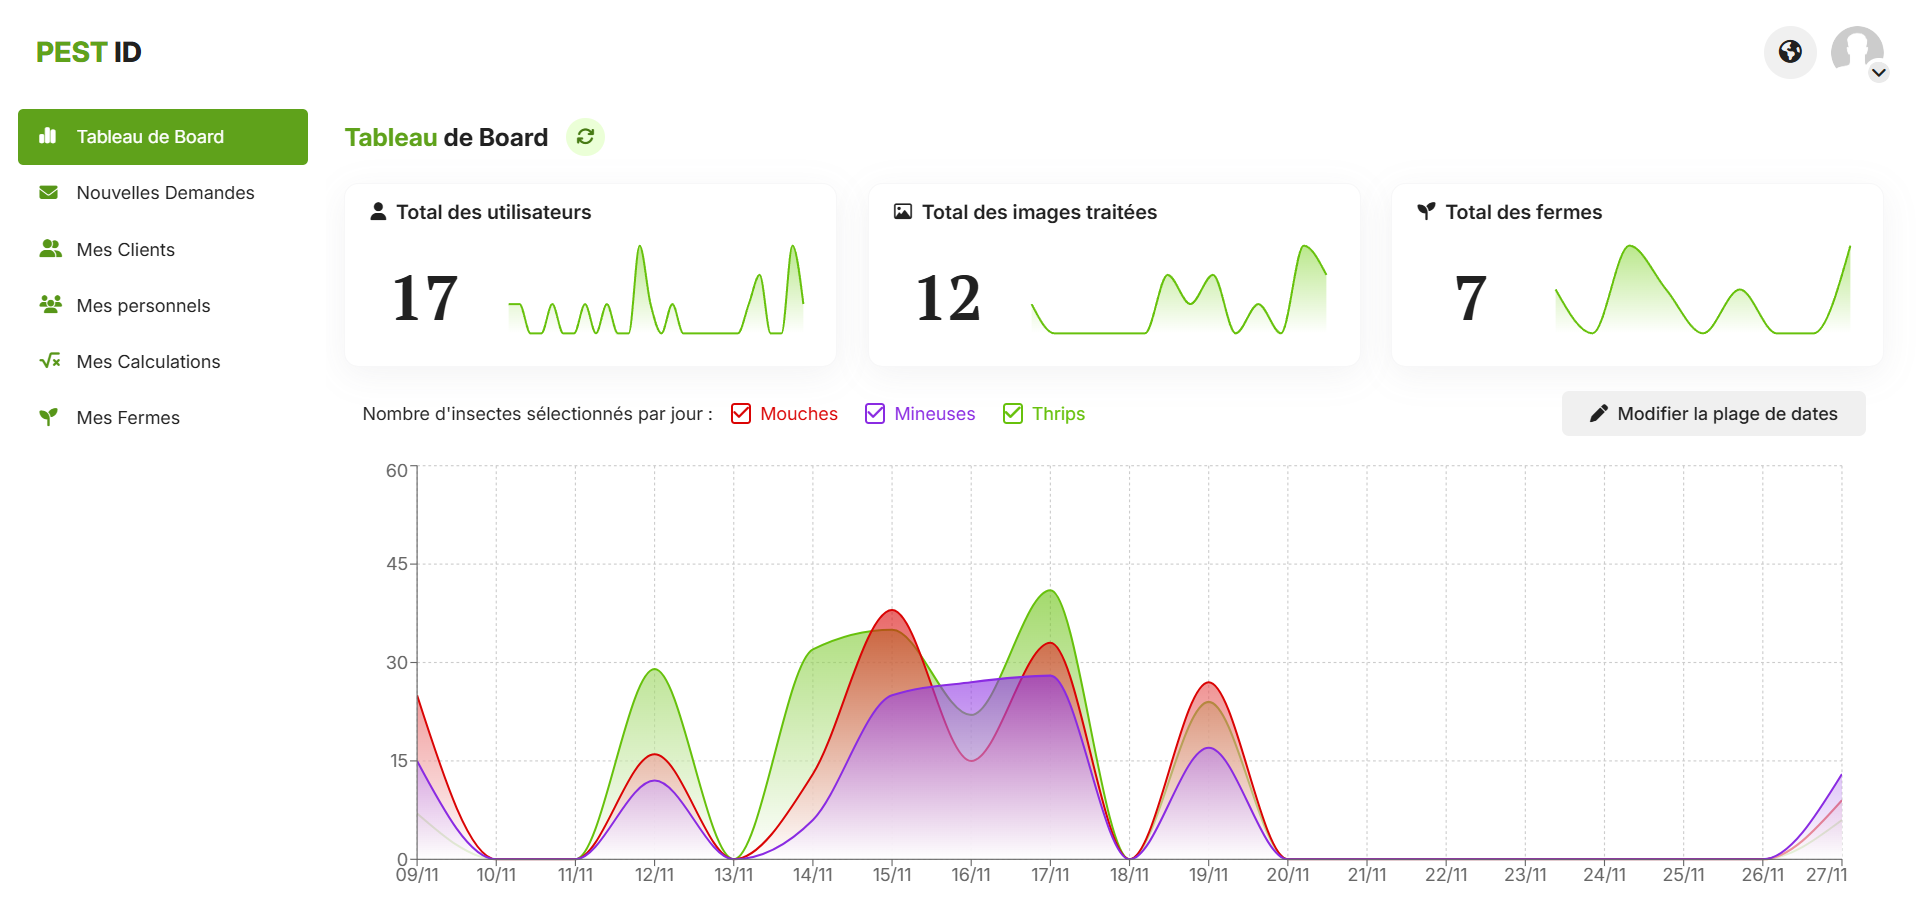 PEST ID
Tableau de Board
Nouvelles Demandes
Mes Clients
Mes personnels
Mes Calculations
Mes Fermes
Tableau de Board
Total des utilisateurs
17
Total des images traitées
12
Total des fermes
7
Nombre d'insectes sélectionnés par jour : Mouches Mineuses Thrips
Modifier la plage de dates
60
45
30
15
0
09/11 10/11 11/11 12/11 13/11 14/11 15/11 16/11 17/11 18/11 19/11 20/11 21/11 22/11 23/11 24/11 25/11 26/11 27/11